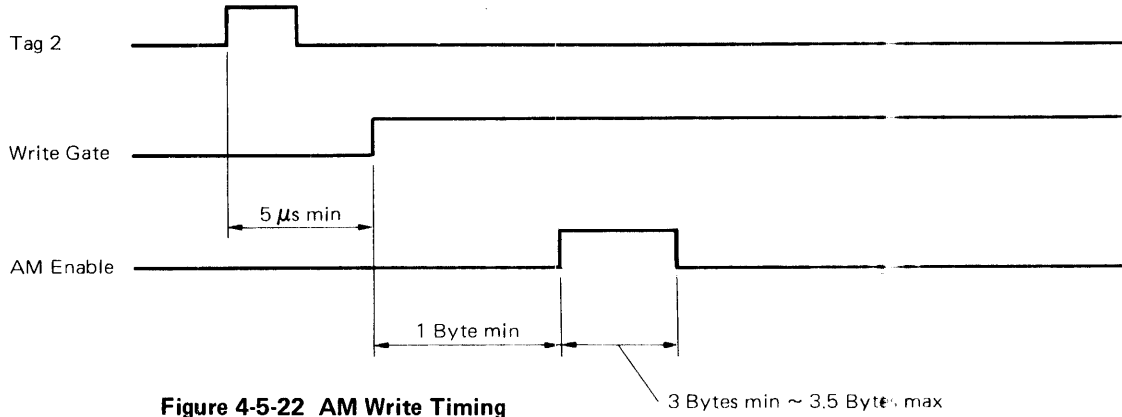 Tag 2
Write Gate
5 μs min
AM Enable
1 Byte min
3 Bytes min ~ 3.5 Bytes max
Figure 4-5-22 AM Write Timing